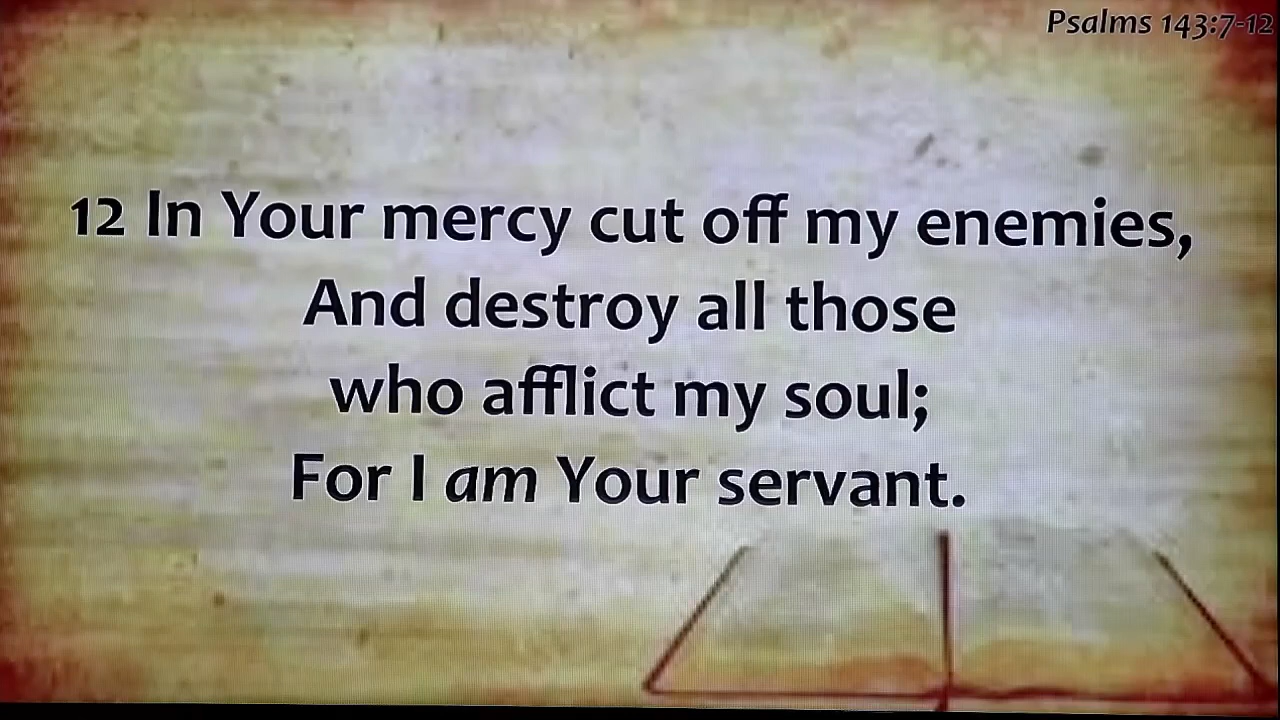 Psalms 143:7-12
12 In Your mercy cut off my enemies,
And destroy all those
who afflict my soul;
For I am Your servant.